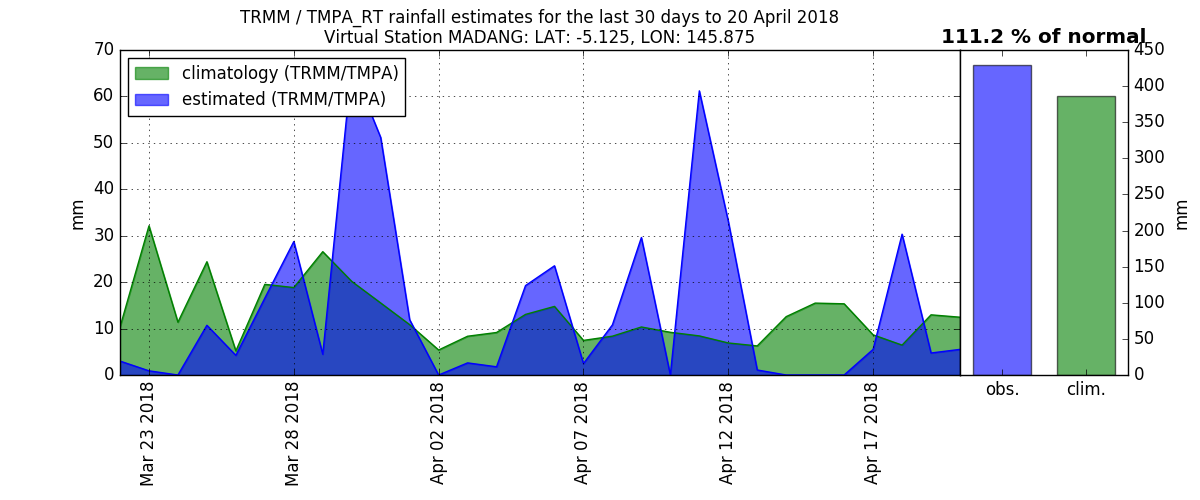 TRMM / TMPA_RT rainfall estimates for the last 30 days to 20 April 2018
Virtual Station MADANG: LAT: -5.125, LON: 145.875
111.2 % of normal
climatology (TRMM/TMPA)
estimated (TRMM/TMPA)
mm
70
60
50
40
30
20
10
0
Mar 23 2018
Mar 28 2018
Apr 02 2018
Apr 07 2018
Apr 12 2018
Apr 17 2018
obs.
clim.
450
400
350
300
250
200
150
100
50
0
mm